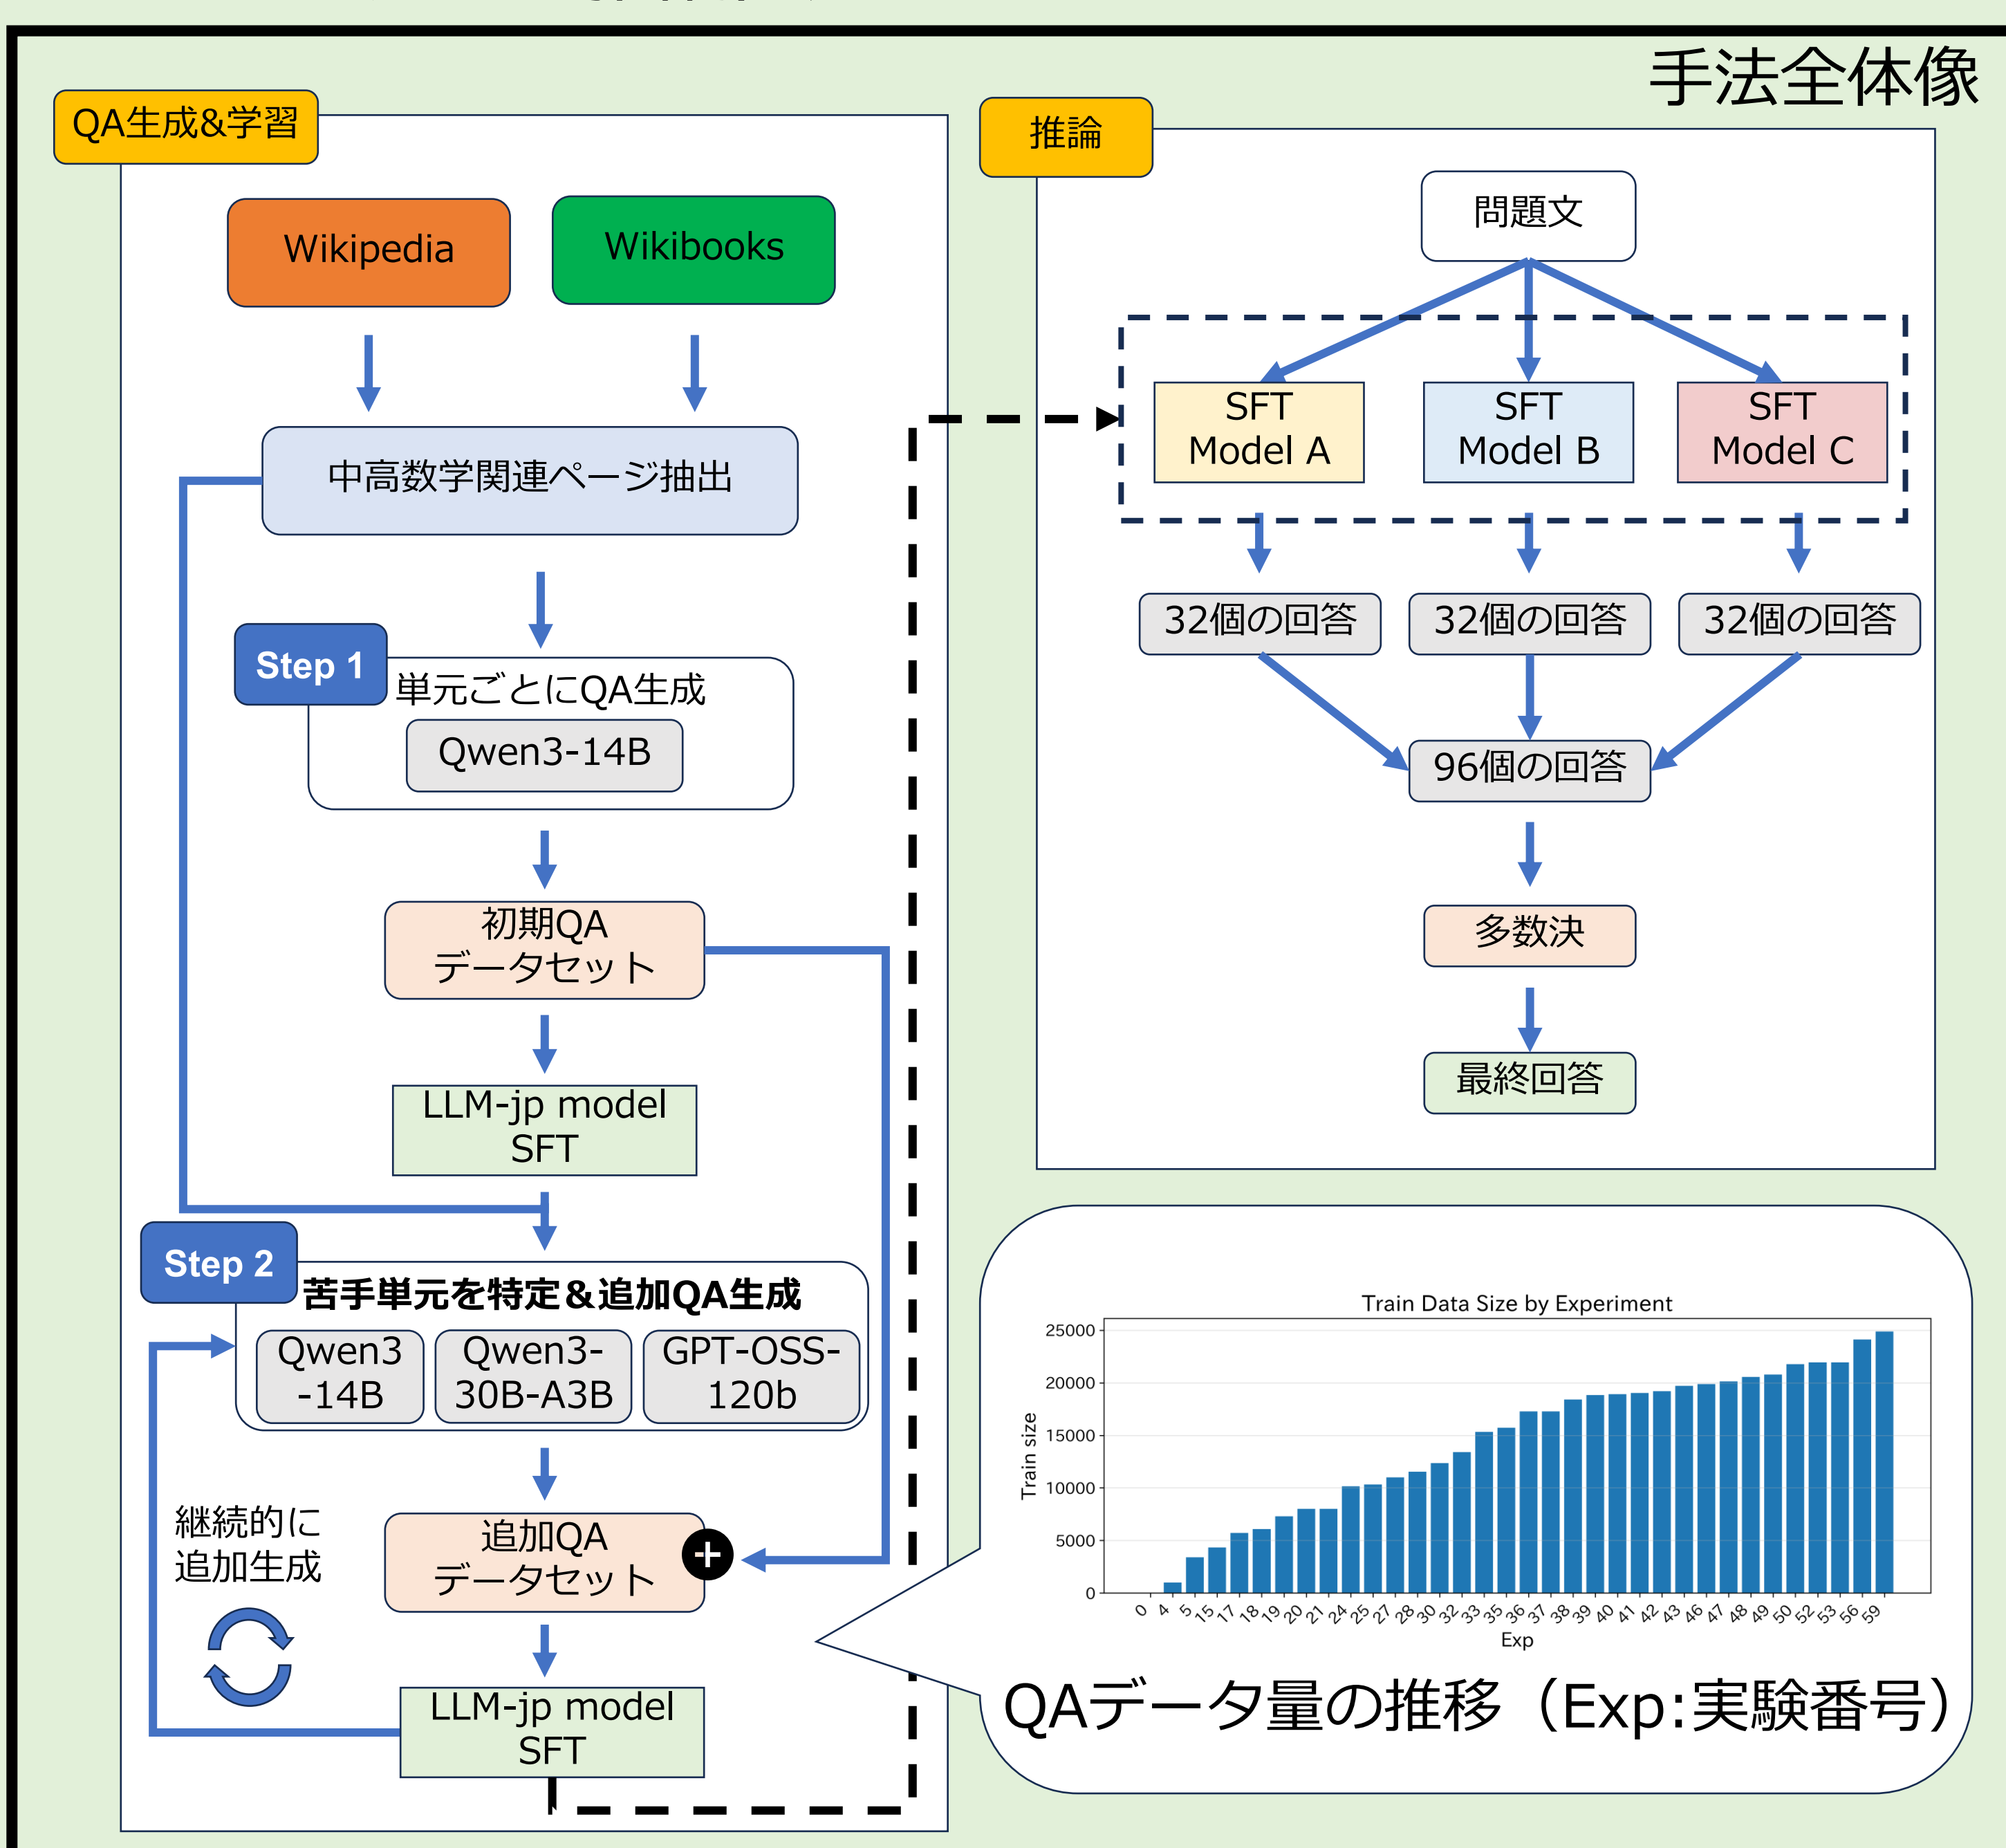 手法全体像
QA生成&学習
Wikipedia
Wikibooks
中高数学関連ページ抽出
Step 1
単元ごとにQA生成
Qwen3-14B
初期QA
データセット
LLM-jp model
SFT
Step 2
苦手単元を特定＆追加QA生成
Qwen3
-14B
Qwen3-
30B-A3B
GPT-OSS-
120b
継続的に
追加生成
追加QA
データセット
+
LLM-jp model
SFT
推論
問題文
SFT
Model A
SFT
Model B
SFT
Model C
32個の回答
32個の回答
32個の回答
96個の回答
多数決
最終回答
Train Data Size by Experiment
Train size
25000
20000
15000
10000
5000
0
0 4 5 15 17 18 19 20 21 24 25 27 28 30 32 33 35 36 37 38 39 40 41 42 43 46 47 48 49 50 52 53 56 59
Exp
QAデータ量の推移（Exp:実験番号）